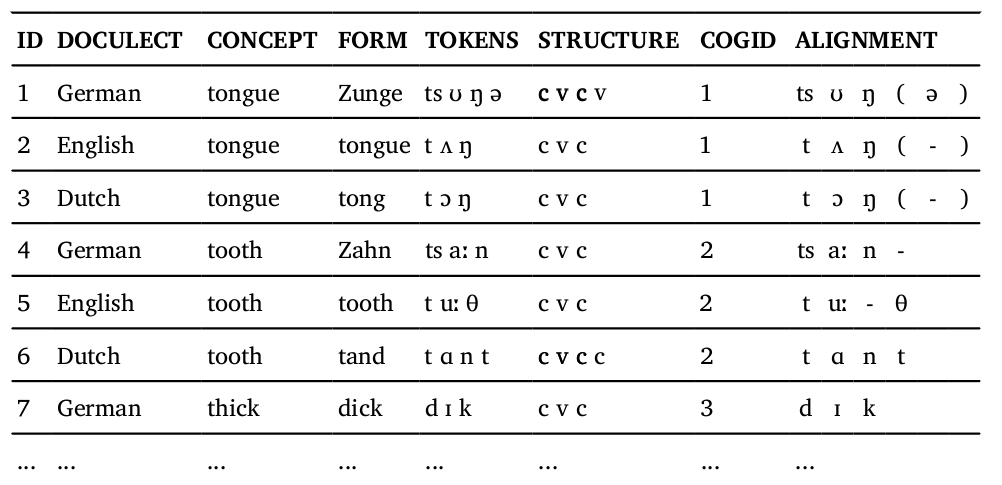 ID DOCULECT CONCEPT FORM TOKENS STRUCTURE COGID ALIGNMENT
1 German tongue Zunge ts ʊ ŋ ə c v c v 1 ts ʊ ŋ ( ə )
2 English tongue tongue t ʌ ŋ c v c 1 t ʌ ŋ ( - )
3 Dutch tongue tong t ɔ ŋ c v c 1 t ɔ ŋ ( - )
4 German tooth Zahn ts aː n c v c 2 ts aː n -
5 English tooth tooth t uː θ c v c 2 t uː - θ
6 Dutch tooth tand t ɑ n t c v c c 2 t ɑ n t
7 German thick dick d ɪ k c v c 3 d ɪ k
... ... ... ... ... ... ... ...